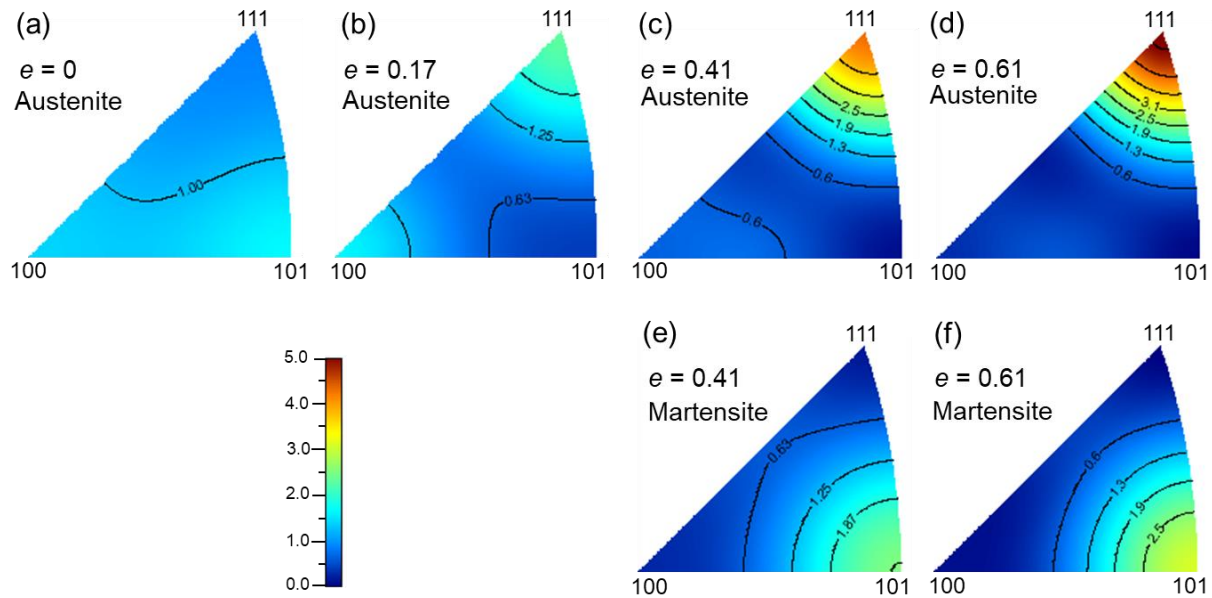 (a)
e = 0
Austenite
111
1.00
100
101
(b)
e = 0.17
Austenite
111
1.25
0.63
100
101
(c)
e = 0.41
Austenite
111
2.5
1.9
1.3
0.6
0.6
100
101
(d)
e = 0.61
Austenite
111
3.1
2.5
1.9
1.3
0.6
100
101
5.0
4.0
3.0
2.0
1.0
0.0
(e)
e = 0.41
Martensite
111
0.63
1.25
1.87
100
101
(f)
e = 0.61
Martensite
111
0.6
1.3
1.9
2.5
100
101